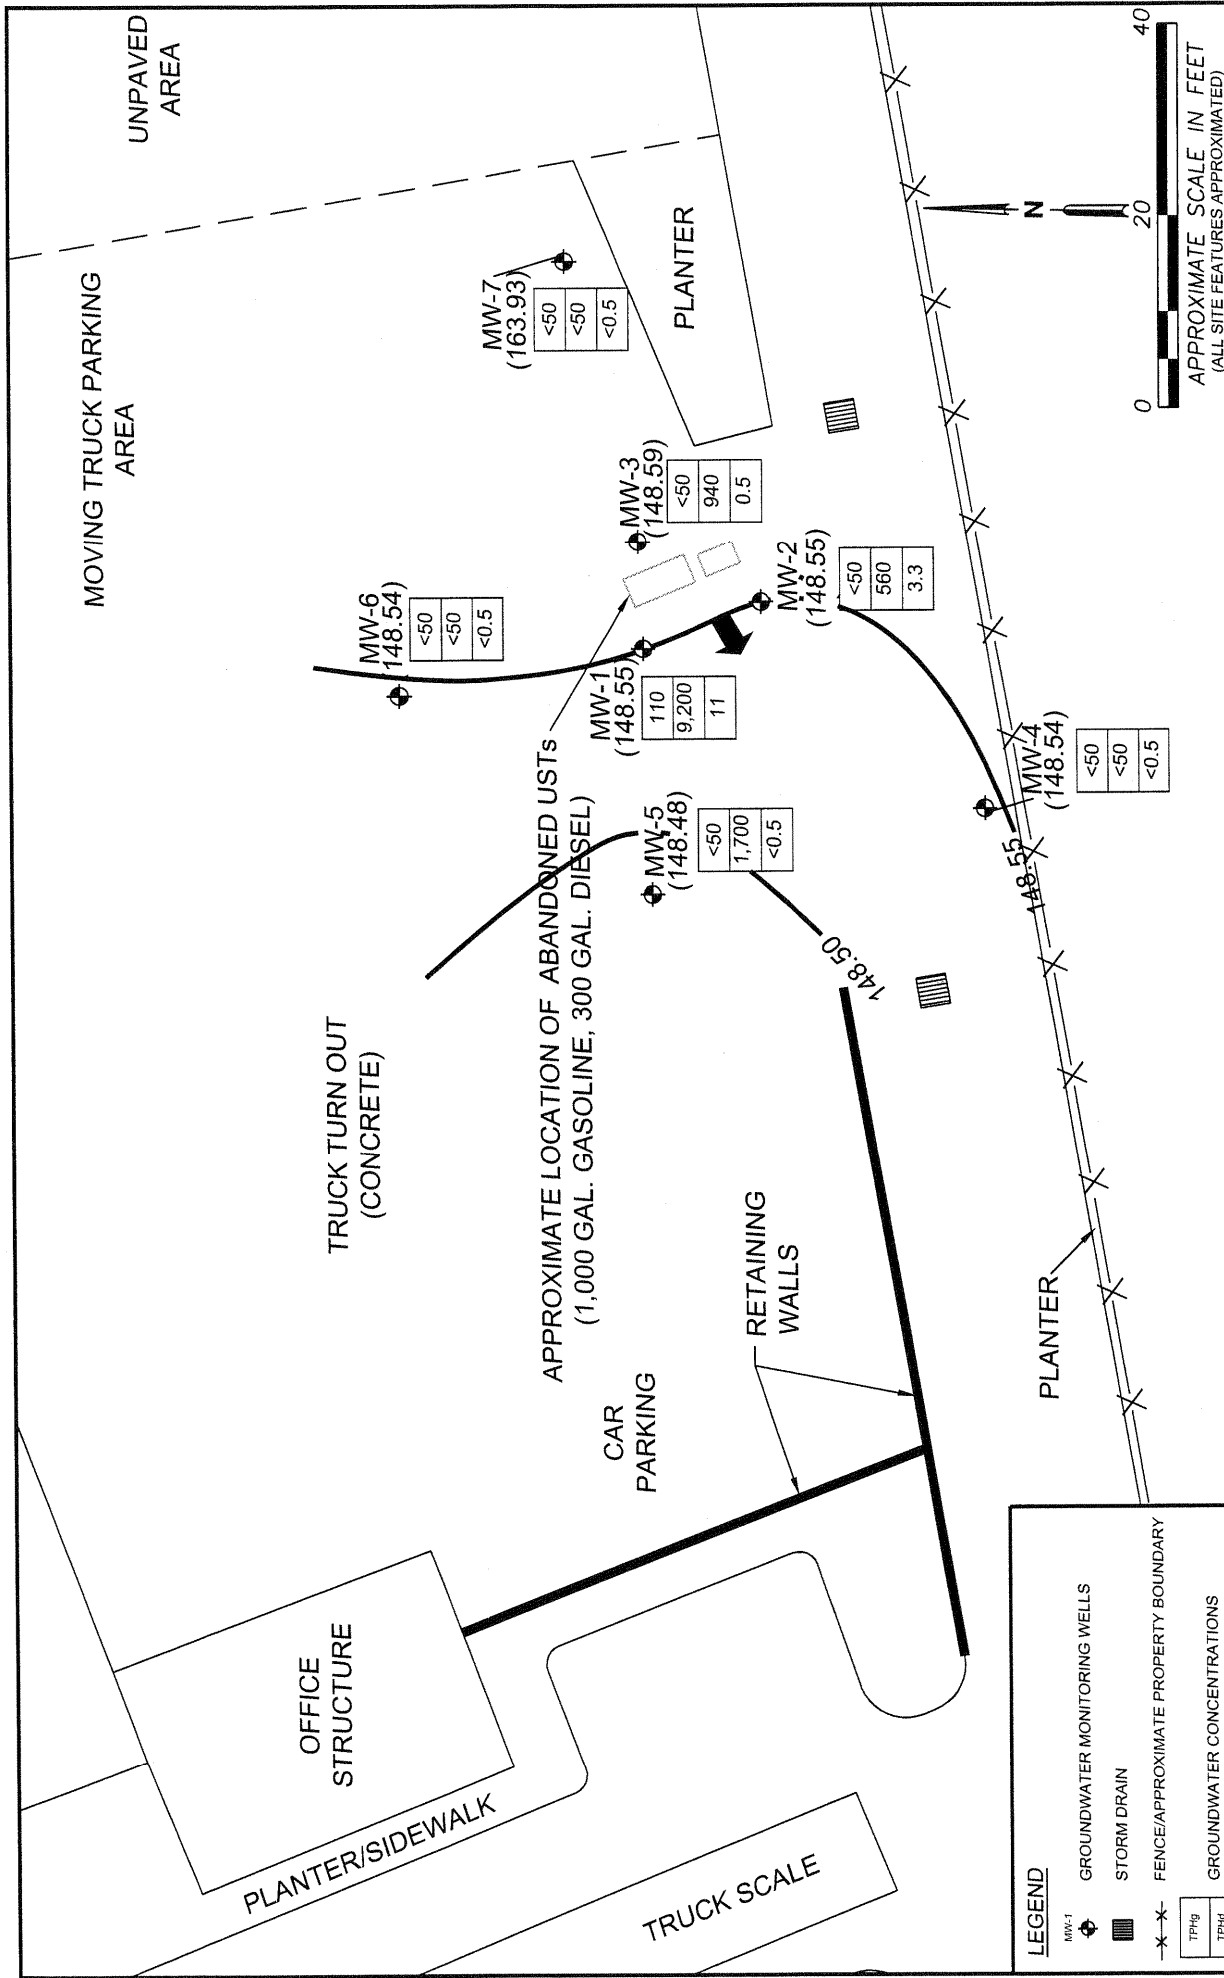 UNPAVED
AREA
MOVING TRUCK PARKING
AREA
MW-7
(163.93)
<50
<50
<0.5
PLANTER
MW-3
(148.59)
<50
940
0.5
MW-6
148.54)
<50
<50
<0.5
MW-2
(148.55)
<50
560
3.3
MW-1
(148.55)
110
9,200
11
MW-5
(148.48)
<50
1,700
<0.5
MW-4
(148.54)
<50
<50
<0.5
148.55
148.50
APPROXIMATE LOCATION OF ABANDONED USTs
(1,000 GAL. GASOLINE, 300 GAL. DIESEL)
TRUCK TURN OUT
(CONCRETE)
RETAINING
WALLS
CAR
PARKING
PLANTER
OFFICE
STRUCTURE
PLANTER/SIDEWALK
TRUCK SCALE
N
0 20 40
APPROXIMATE SCALE IN FEET
(ALL SITE FEATURES APPROXIMATED)
LEGEND
MW-1 GROUNDWATER MONITORING WELLS
STORM DRAIN
FENCE/APPROXIMATE PROPERTY BOUNDARY
TPHg
TPHd
GROUNDWATER CONCENTRATIONS